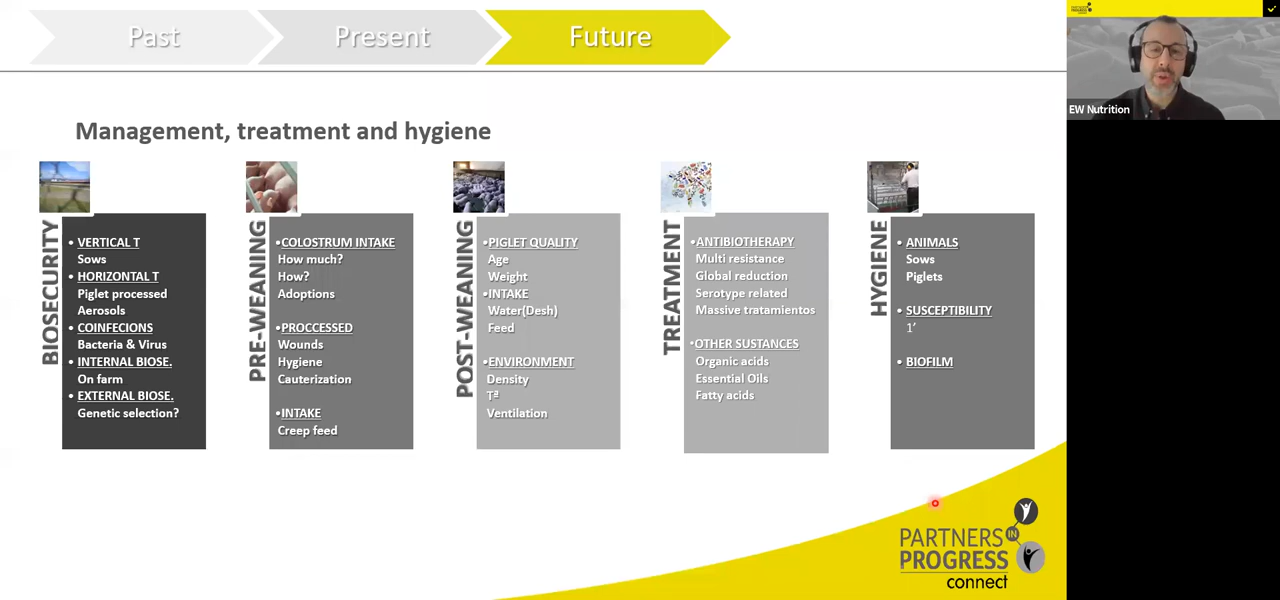 Past
Present
Future
Management, treatment and hygiene
BIOSECURITY
• VERTICAL T
Sows
• HORIZONTAL T
Piglet processed
Aerosols
• COINFECIONS
Bacteria & Virus
• INTERNAL BIOSE.
On farm
• EXTERNAL BIOSE.
Genetic selection?
PRE-WEANING
•COLOSTRUM INTAKE
How much?
How?
Adoptions
•PROCCESSED
Wounds
Hygiene
Cauterization
•INTAKE
Creep feed
POST-WEANING
•PIGLET QUALITY
Age
Weight
•INTAKE
Water(Desh)
Feed
•ENVIRONMENT
Density
Tª
Ventilation
TREATMENT
•ANTIBIOTHERAPY
Multi resistance
Global reduction
Serotype related
Massive tratamientos
•OTHER SUSTANCES
Organic acids
Essential Oils
Fatty acids
HYGIENE
• ANIMALS
Sows
Piglets
• SUSCEPTIBILITY
1’
• BIOFILM
PARTNERS
IN
PROGRESS
connect
PARTNERS
PROGRESS
EW Nutrition